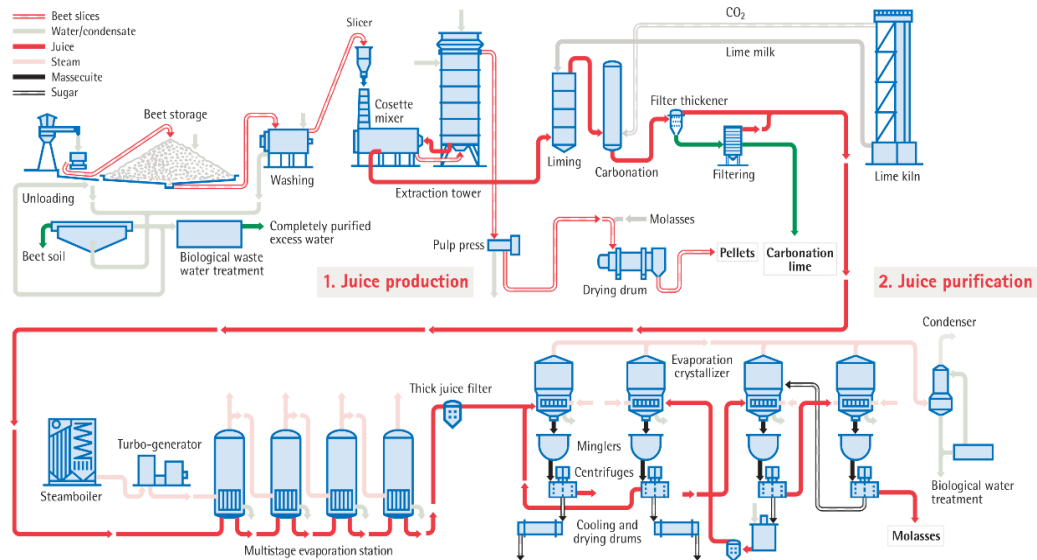 Beet slices
Water/condensate
Juice
Steam
Massecuite
Sugar
Slicer
CO2
Lime milk
Beet storage
Cosette
mixer
Filter thickener
Unloading
Washing
Extraction tower
Liming
Carbonation
Filtering
Lime kiln
Beet soil
Biological waste
water treatment
Completely purified
excess water
Pulp press
Molasses
Drying drum
Pellets
Carbonation
lime
1. Juice production
2. Juice purification
Condenser
Thick juice filter
Evaporation
crystallizer
Turbo-generator
Steamboiler
Minglers
Centrifuges
Multistage evaporation station
Cooling and
drying drums
Biological water
treatment
Molasses